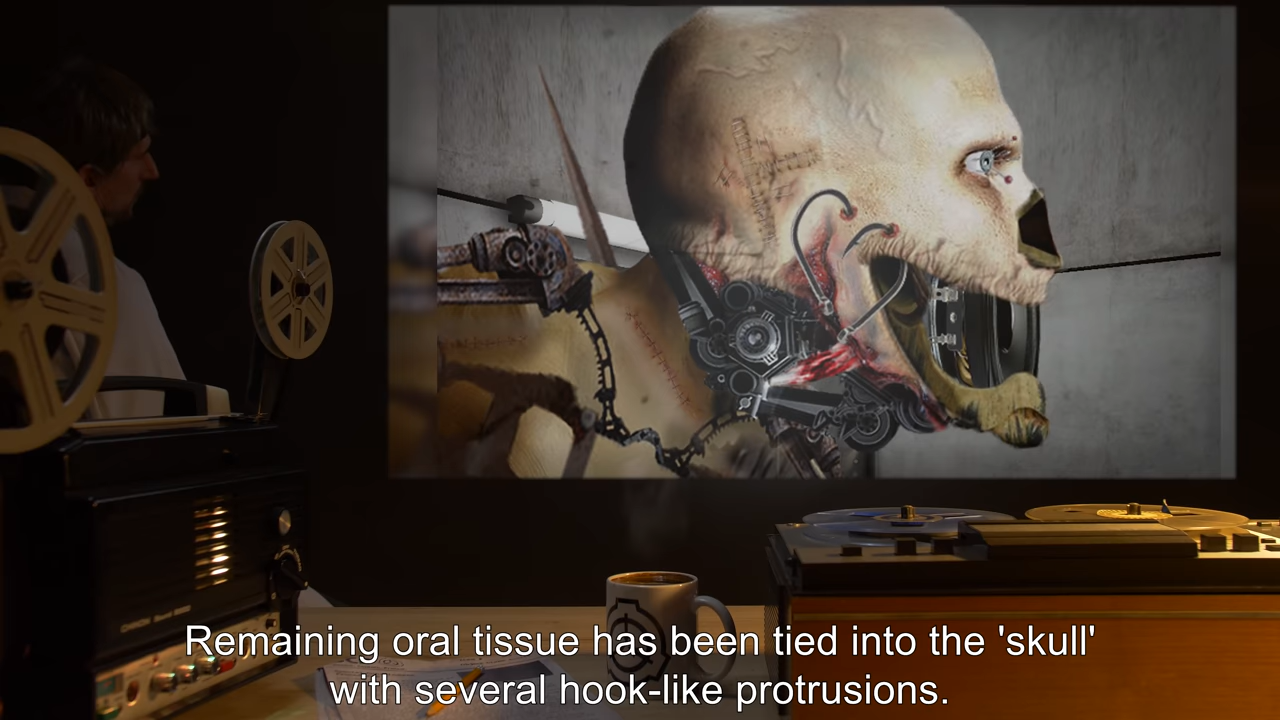 Remaining oral tissue has been tied into the 'skull'
with several hook-like protrusions.